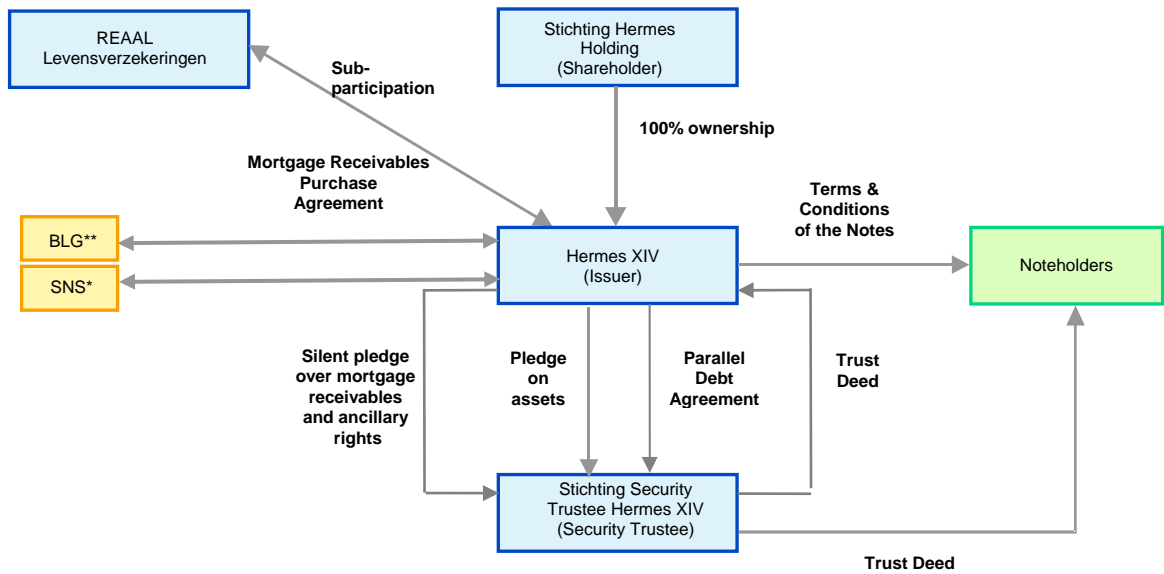 REAAL
Levensverzekeringen
Stichting Hermes
Holding
(Shareholder)
Sub-
participation
100% ownership
Mortgage Receivables
Purchase
Agreement
Terms &
Conditions
of the Notes
BLG**
SNS*
Hermes XIV
(Issuer)
Noteholders
Silent pledge
over mortgage
receivables
and ancillary
rights
Pledge
on
assets
Parallel
Debt
Agreement
Trust
Deed
Stichting Security
Trustee Hermes XIV
(Security Trustee)
Trust Deed